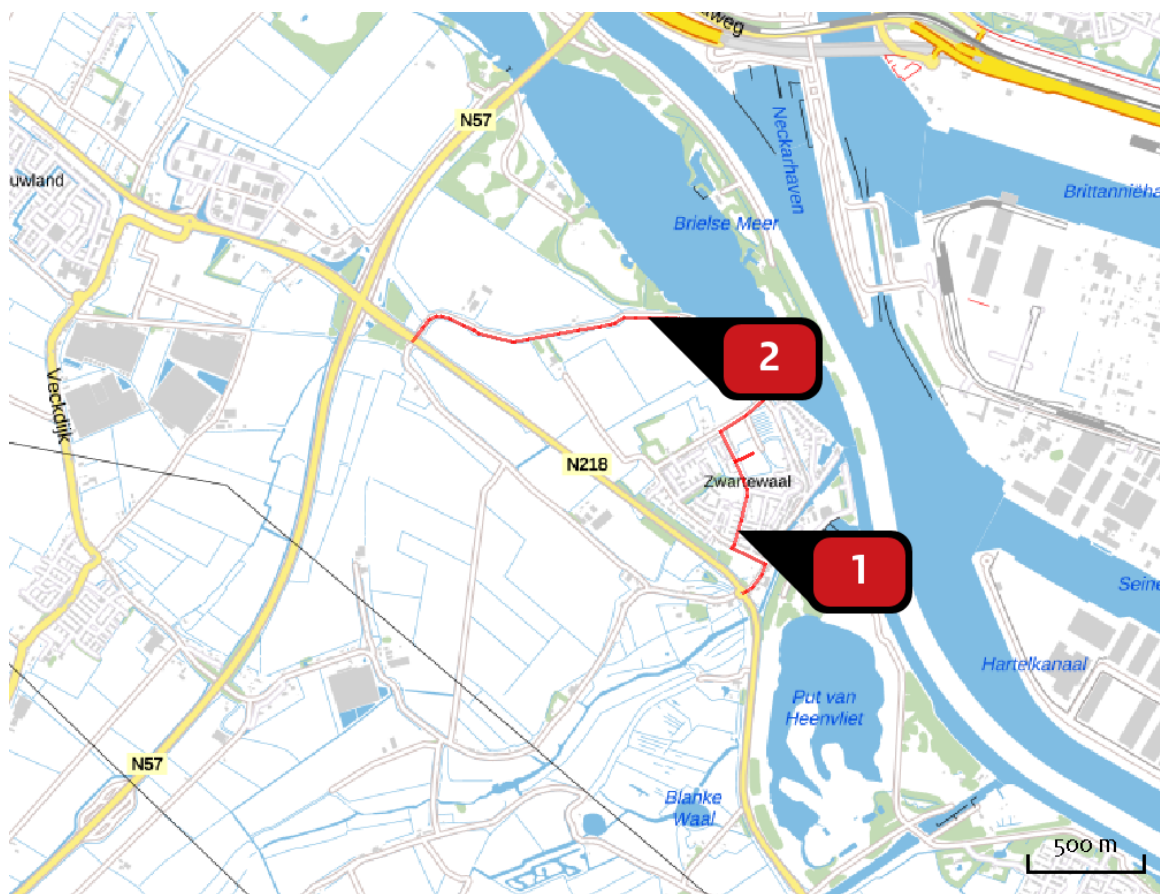 N57
Neckarhaven
uwland
Brittanniëha
Brielse Meer
2
Veckdijk
N218
Zwartewaal
1
Seine
Hartelkanaal
Put van
Heenvliet
N57
Blanke
Waal
500 m